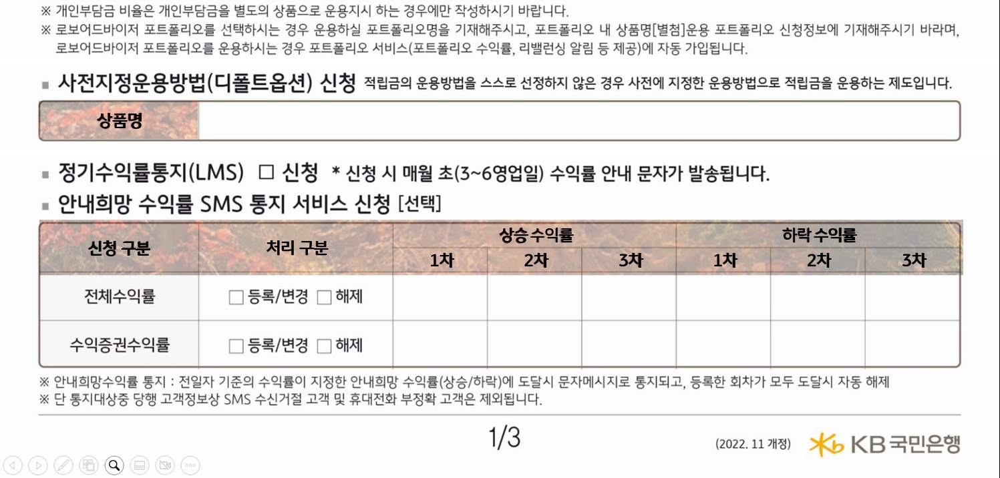 ※ 개인부담금 비율은 개인부담금을 별도의 상품으로 운용지시 하는 경우에만 작성하시기 바랍니다.
※ 로보어드바이저 포트폴리오를 선택하시는 경우 운용하실 포트폴리오명을 기재해주시고, 포트폴리오 내 상품명[별첨]운용 포트폴리오 신청정보에 기재해주시기 바라며,
로보어드바이저 포트폴리오를 운용하시는 경우 포트폴리오 서비스(포트폴리오 수익률, 리밸런싱 알림 등 제공)에 자동 가입됩니다.
▪ 사전지정운용방법(디폴트옵션) 신청 적립금의 운용방법을 스스로 선정하지 않은 경우 사전에 지정한 운용방법으로 적립금을 운용하는 제도입니다.
상품명
▪ 정기수익률통지(LMS) □ 신청 * 신청 시 매월 초(3~6영업일) 수익률 안내 문자가 발송됩니다.
▪ 안내희망 수익률 SMS 통지 서비스 신청 [선택]
신청 구분 처리 구분 상승 수익률 하락 수익률
1차 2차 3차 1차 2차 3차
전체수익률 □ 등록/변경 □ 해제
수익증권수익률 □ 등록/변경 □ 해제
※ 안내희망수익률 통지 : 전일자 기준의 수익률이 지정한 안내희망 수익률(상승/하락)에 도달시 문자메시지로 통지되고, 등록한 회차가 모두 도달시 자동 해제
※ 단 통지대상중 당행 고객정보상 SMS 수신거절 고객 및 휴대전화 부정확 고객은 제외됩니다.
1/3
(2022. 11 개정) KB국민은행